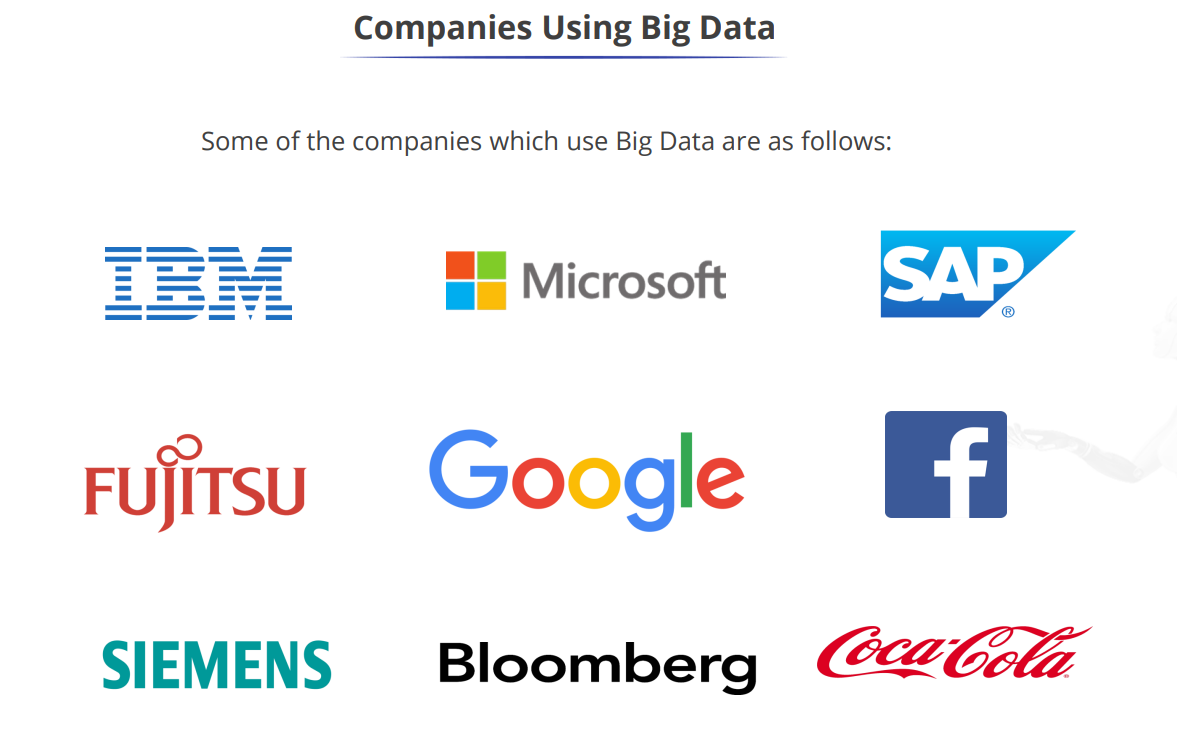 Companies Using Big Data
Some of the companies which use Big Data are as follows:
IBM
Microsoft
SAP
®
FUJITSU
Google
f
SIEMENS
Bloomberg
Coca-Cola
®